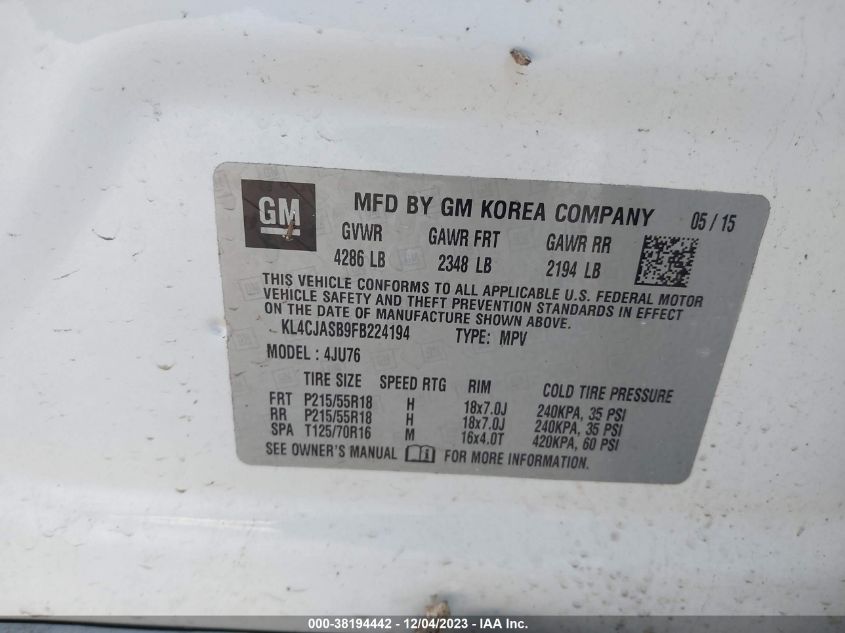 GM
MFD BY GM KOREA COMPANY 05 / 15
GVWR GAWR FRT GAWR RR
4286 LB 2348 LB 2194 LB
THIS VEHICLE CONFORMS TO ALL APPLICABLE U.S. FEDERAL MOTOR
VEHICLE SAFETY AND THEFT PREVENTION STANDARDS IN EFFECT
ON THE DATE OF MANUFACTURE SHOWN ABOVE.
KL4CJASB9FB224194 TYPE: MPV
MODEL : 4JU76
TIRE SIZE SPEED RTG RIM COLD TIRE PRESSURE
FRT P215/55R18 H 18x7.0J 240KPA, 35 PSI
RR P215/55R18 H 18x7.0J 240KPA, 35 PSI
SPA T125/70R16 M 16x4.0T 420KPA, 60 PSI
SEE OWNER'S MANUAL FOR MORE INFORMATION.
000-38194442 - 12/04/2023 - IAA Inc.